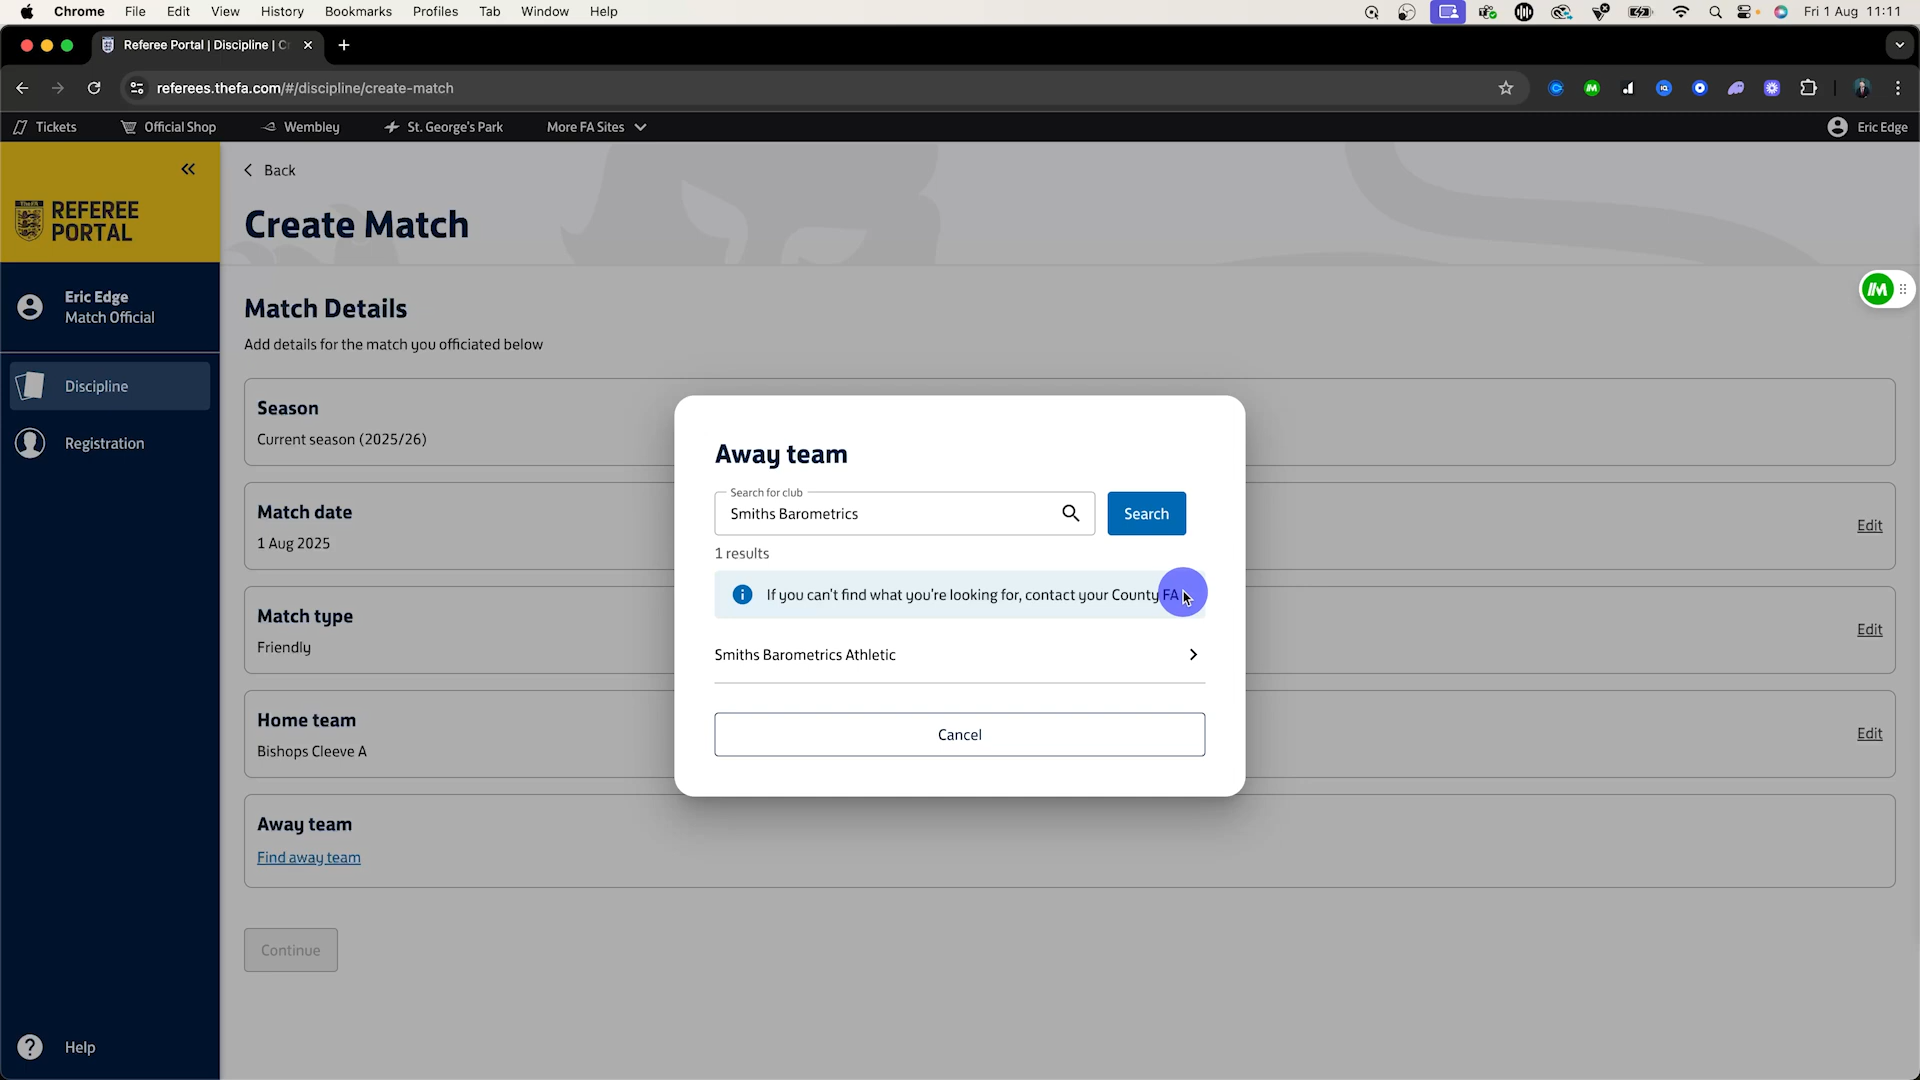 Chrome File Edit View History Bookmarks Profiles Tab Window Help Fri 1 Aug 11:11
Referee Portal | Discipline | C
referees.thefa.com/#/discipline/create-match
Tickets Official Shop Wembley St. George's Park More FA Sites Eric Edge
Back
REFEREE
PORTAL
Create Match
Eric Edge
Match Official
Discipline
Registration
Help
Match Details
Add details for the match you officiated below
Season
Current season (2025/26)
Match date
1 Aug 2025
Edit
Match type
Friendly
Edit
Home team
Bishops Cleeve A
Edit
Away team
Find away team
Continue
Away team
Search for club
Smiths Barometrics
Search
1 results
If you can't find what you're looking for, contact your County FA
Smiths Barometrics Athletic
Cancel